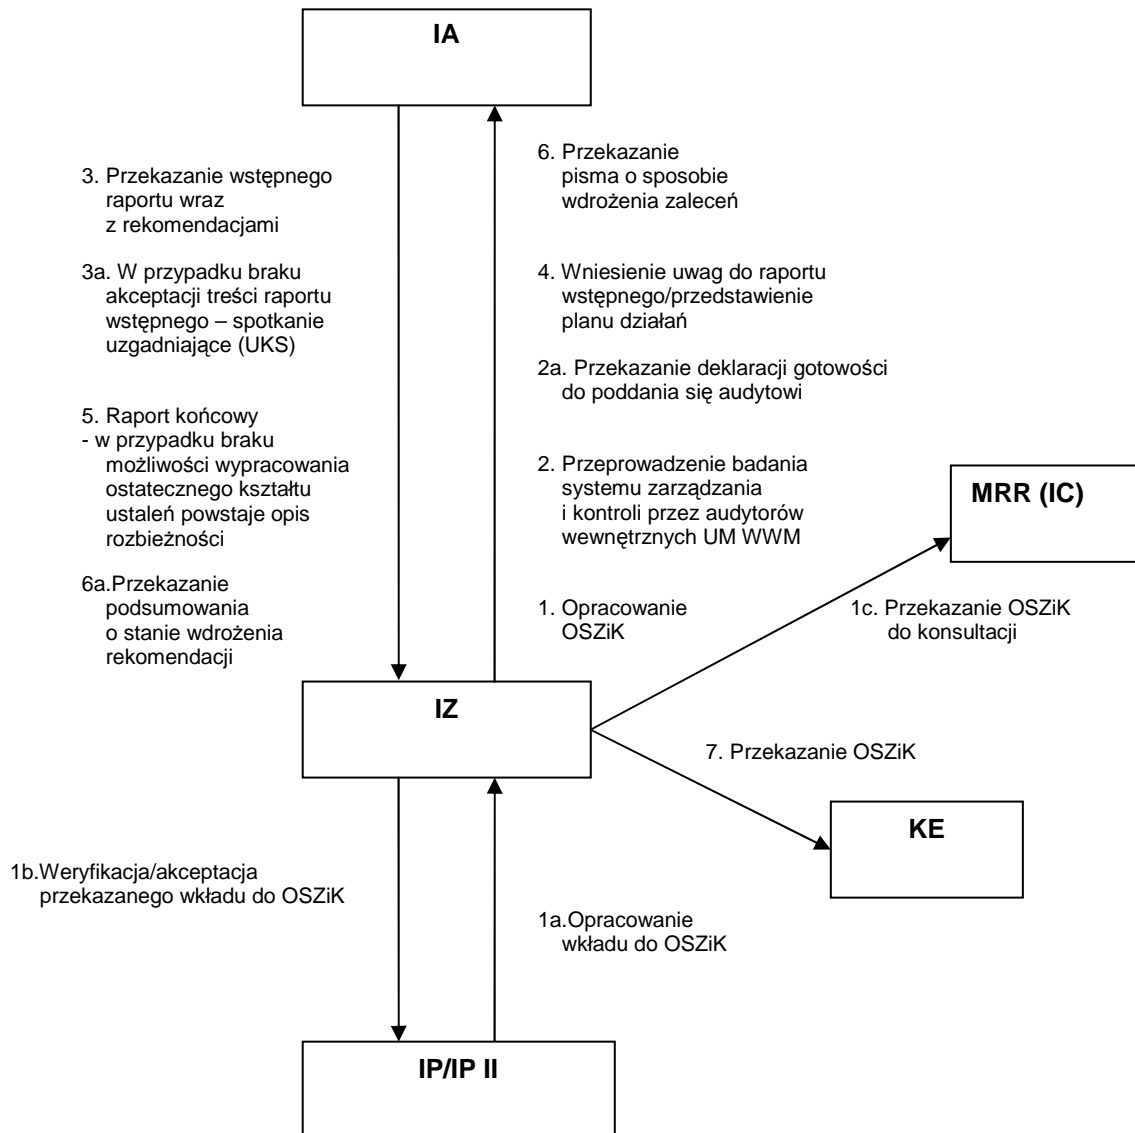 IA
3. Przekazanie wstępnego
raportu wraz
z rekomendacjami
3a. W przypadku braku
akceptacji treści raportu
wstępnego – spotkanie
uzgadniające (UKS)
5. Raport końcowy
- w przypadku braku
możliwości wypracowania
ostatecznego kształtu
ustaleń powstaje opis
rozbieżności
6a.Przekazanie
podsumowania
o stanie wdrożenia
rekomendacji
6. Przekazanie
pisma o sposobie
wdrożenia zaleceń
4. Wniesienie uwag do raportu
wstępnego/przedstawienie
planu działań
2a. Przekazanie deklaracji gotowości
do poddania się audytowi
2. Przeprowadzenie badania
systemu zarządzania
i kontroli przez audytorów
wewnętrznych UM WWM
1. Opracowanie
OSZiK
MRR (IC)
1c. Przekazanie OSZiK
do konsultacji
IZ
7. Przekazanie OSZiK
KE
1b.Weryfikacja/akceptacja
przekazanego wkładu do OSZiK
1a.Opracowanie
wkładu do OSZiK
IP/IP II